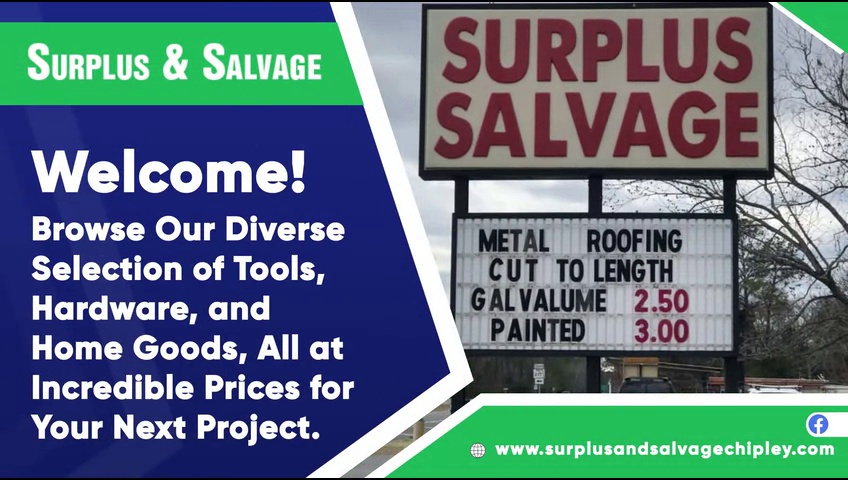 SURPLUS & SALVAGE
Welcome!
Browse Our Diverse
Selection of Tools,
Hardware, and
Home Goods, All at
Incredible Prices for
Your Next Project.
SURPLUS
SALVAGE
METAL ROOFING
CUT TO LENGTH
GALVALUME 2.50
PAINTED 3.00
www.surplusandsalvagechipley.com